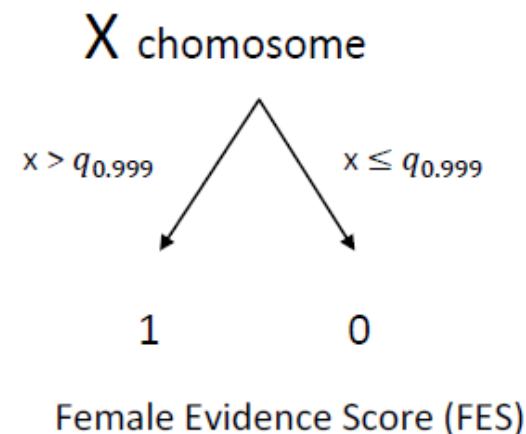 X chomosome
x > q0.999 x ≤ q0.999
1 0
Female Evidence Score (FES)